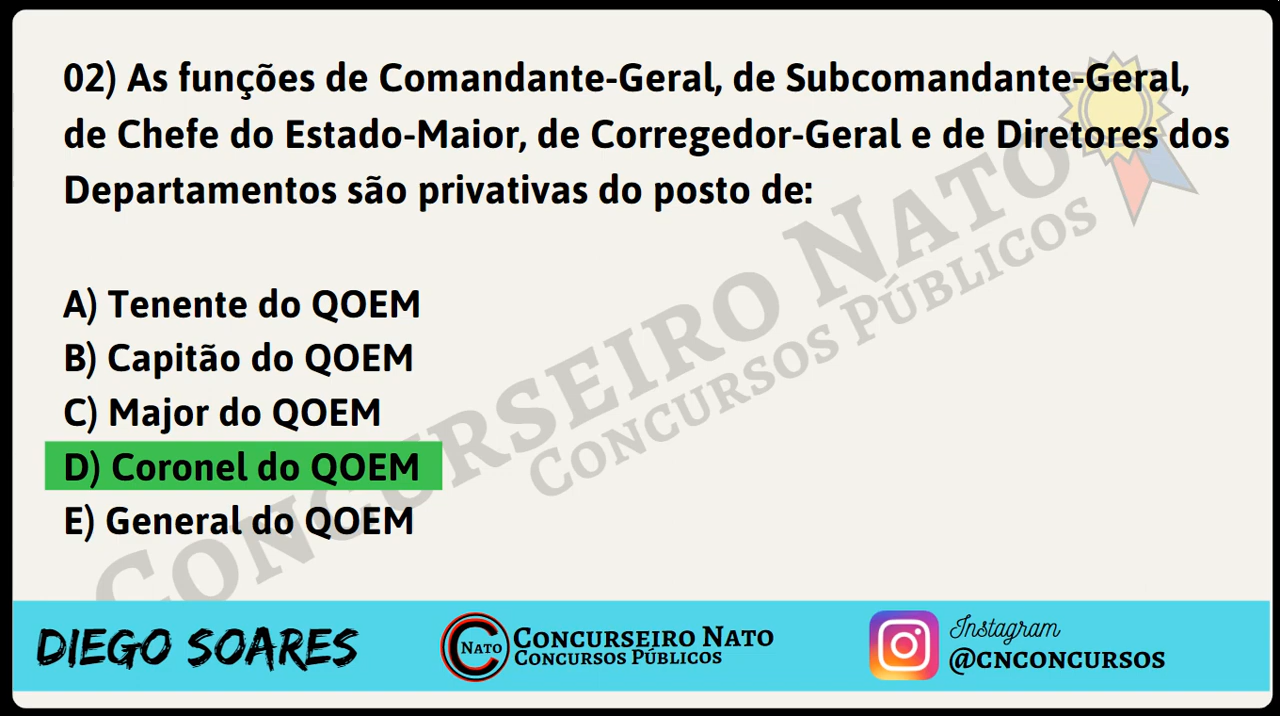 02) As funções de Comandante-Geral, de Subcomandante-Geral,
de Chefe do Estado-Maior, de Corregedor-Geral e de Diretores dos
Departamentos são privativas do posto de:
A) Tenente do QOEM
B) Capitão do QOEM
C) Major do QOEM
D) Coronel do QOEM
E) General do QOEM
CONCURSEIRO NATO
CONCURSOS PÚBLICOS
DIEGO SOARES
C NATO
CONCURSEIRO NATO
CONCURSOS PÚBLICOS
Instagram
@CNCONCURSOS